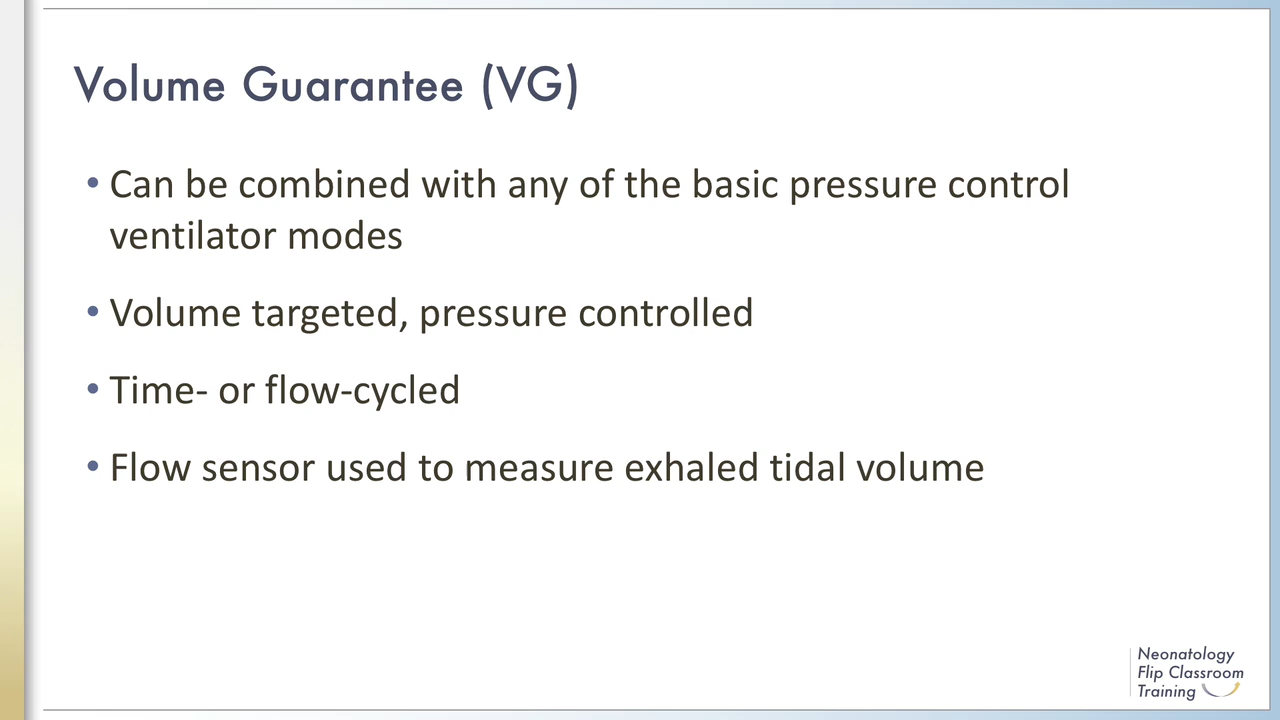 Volume Guarantee (VG)
• Can be combined with any of the basic pressure control
ventilator modes
• Volume targeted, pressure controlled
• Time- or flow-cycled
• Flow sensor used to measure exhaled tidal volume
Neonatology
Flip Classroom
Training